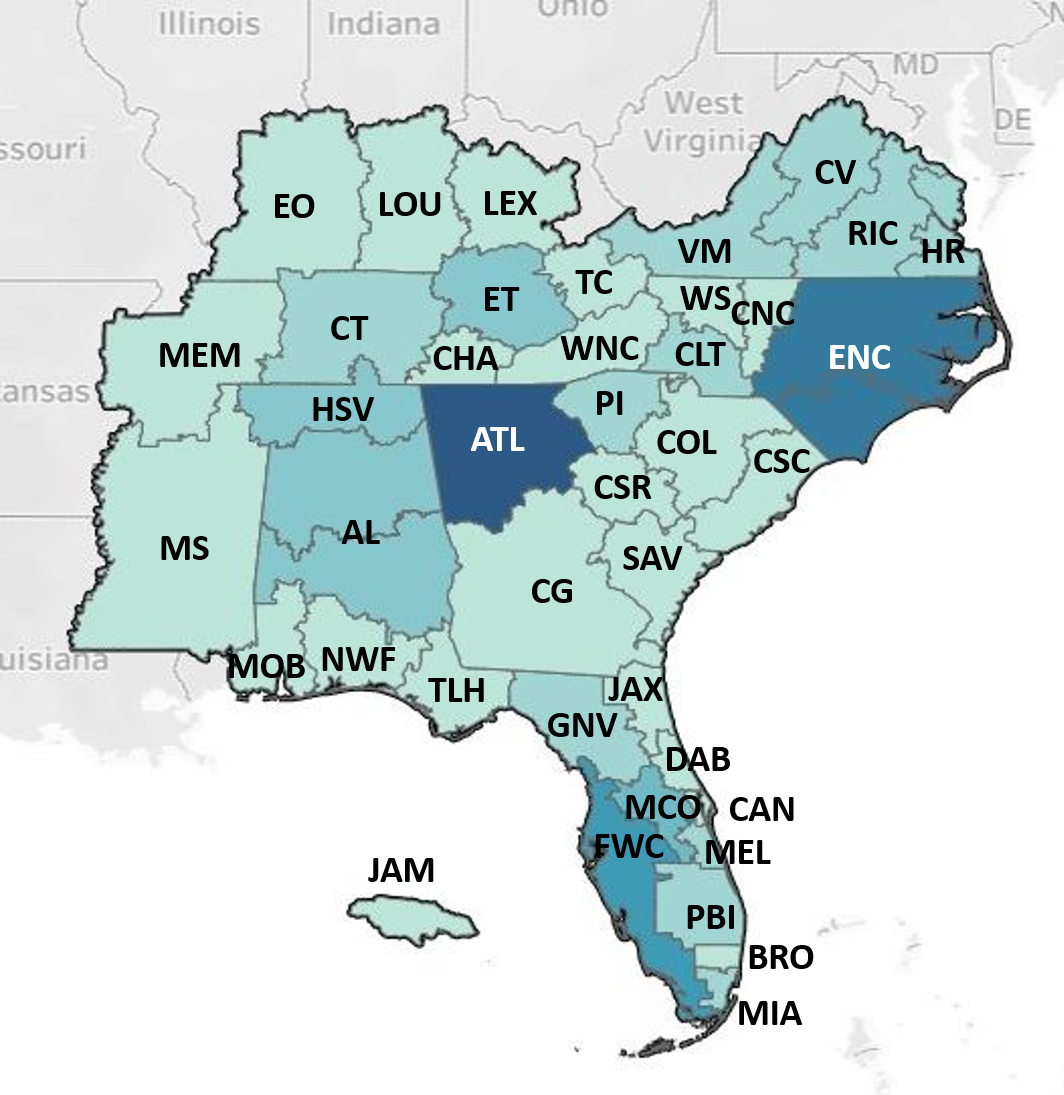 Illinois
Indiana
Ohio
MD
West
Virginia
DE
ssouri
CV
EO
LOU
LEX
RIC
VM
HR
TC
ET
WS
CNC
CT
WNC
CLT
CHA
MEM
ENC
ansas
HSV
PI
ATL
COL
CSC
CSR
AL
MS
SAV
CG
uisiana
MOB
NWF
TLH
JAX
GNV
DAB
MCO
CAN
FWC
MEL
JAM
PBI
BRO
MIA